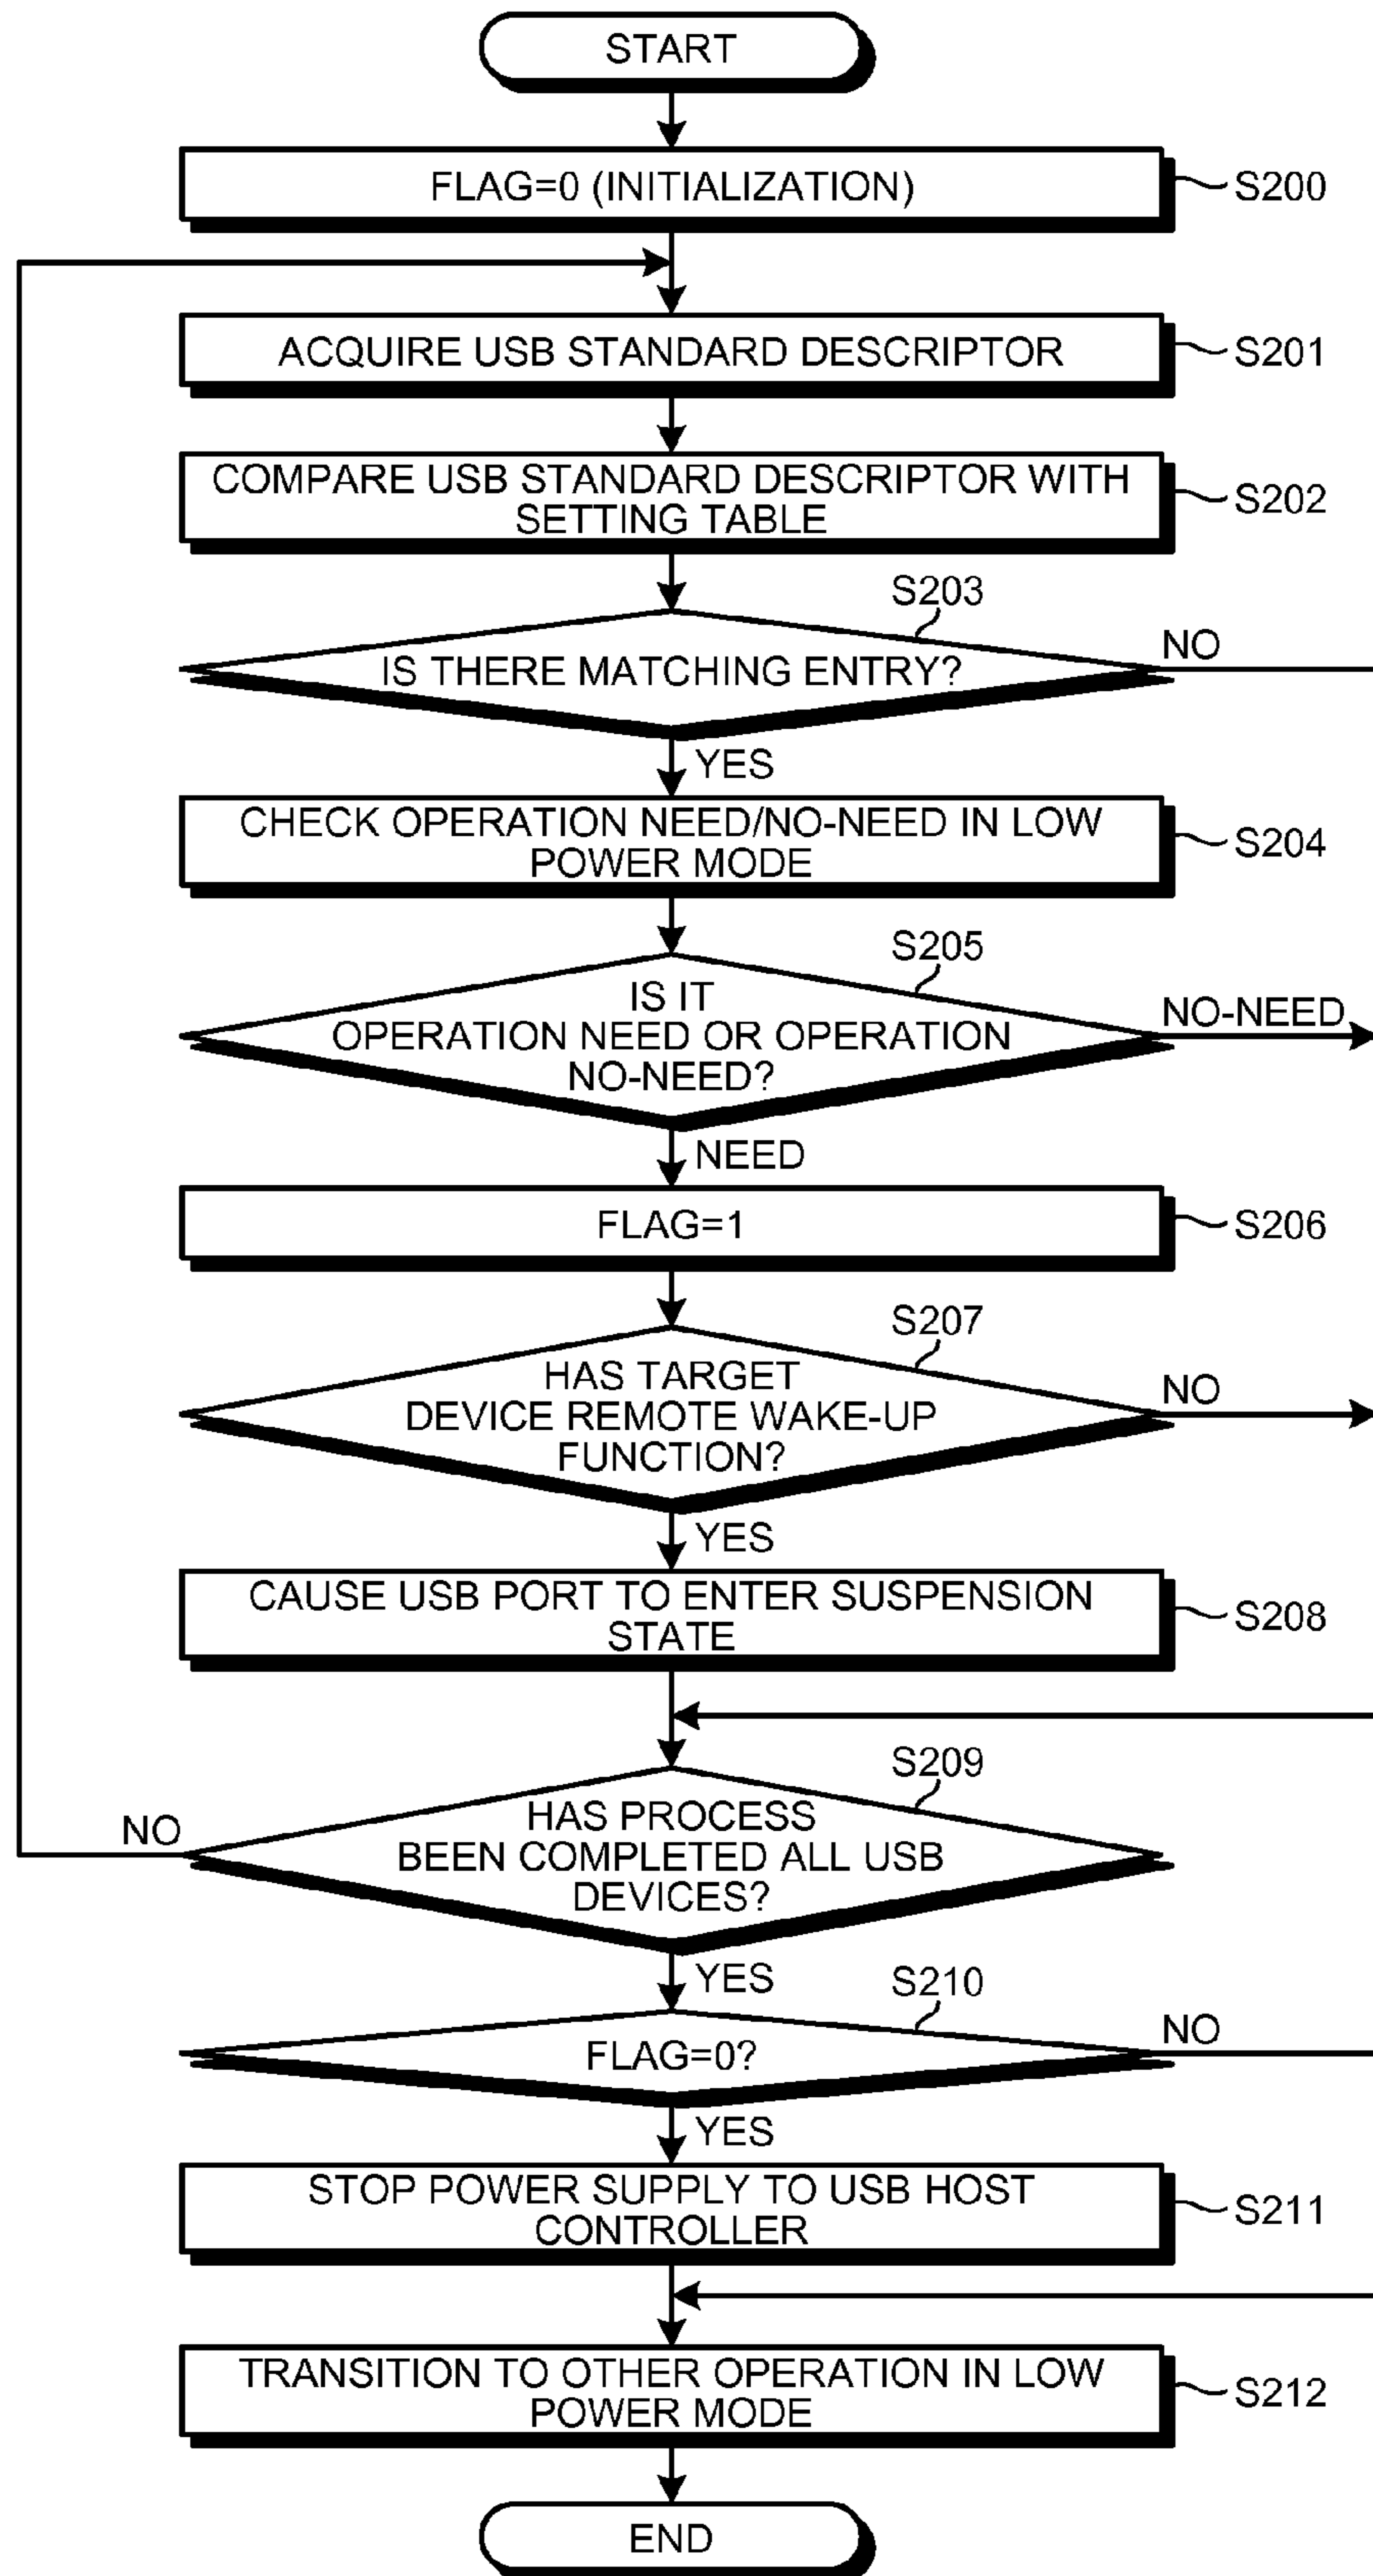 START
FLAG=0 (INITIALIZATION)
S200
ACQUIRE USB STANDARD DESCRIPTOR
S201
COMPARE USB STANDARD DESCRIPTOR WITH
SETTING TABLE
S202
S203
IS THERE MATCHING ENTRY?
NO
YES
CHECK OPERATION NEED/NO-NEED IN LOW
POWER MODE
S204
S205
IS IT
OPERATION NEED OR OPERATION
NO-NEED?
NO-NEED
NEED
FLAG=1
S206
S207
HAS TARGET
DEVICE REMOTE WAKE-UP
FUNCTION?
NO
YES
CAUSE USB PORT TO ENTER SUSPENSION
STATE
S208
S209
HAS PROCESS
BEEN COMPLETED ALL USB
DEVICES?
NO
YES
S210
FLAG=0?
NO
YES
STOP POWER SUPPLY TO USB HOST
CONTROLLER
S211
TRANSITION TO OTHER OPERATION IN LOW
POWER MODE
S212
END